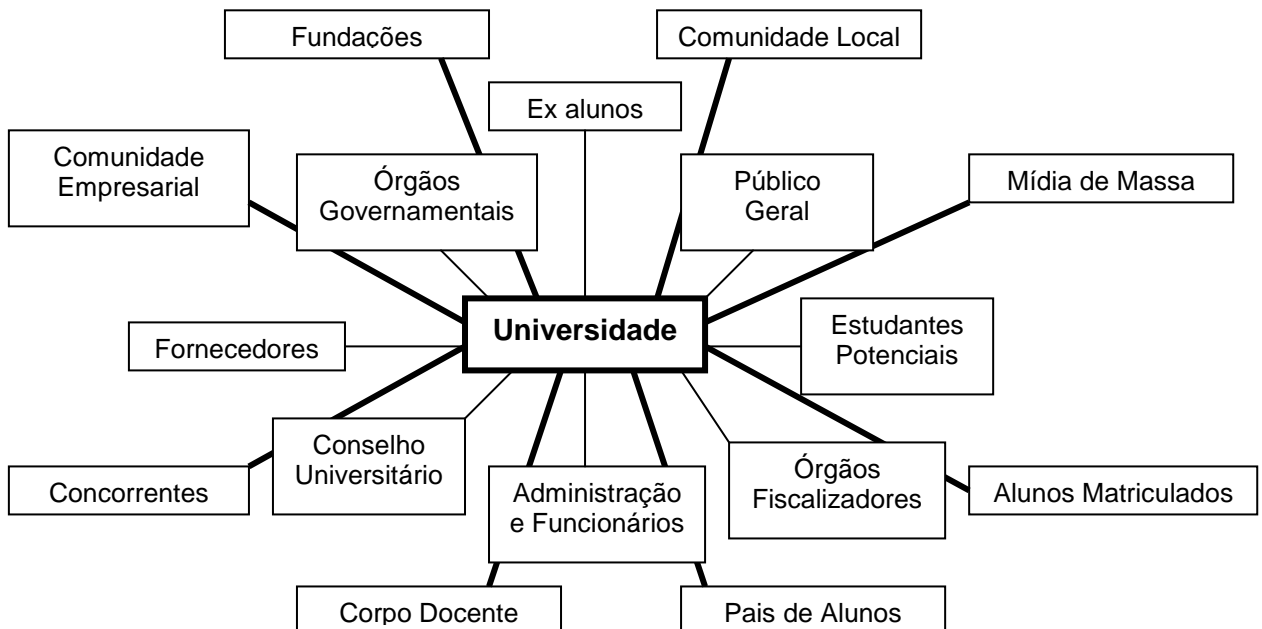 Fundações
Comunidade Local
Ex alunos
Comunidade
Empresarial
Órgãos
Governamentais
Público
Geral
Mídia de Massa
Universidade
Fornecedores
Estudantes
Potenciais
Conselho
Universitário
Concorrentes
Administração
e Funcionários
Órgãos
Fiscalizadores
Alunos Matriculados
Corpo Docente
Pais de Alunos